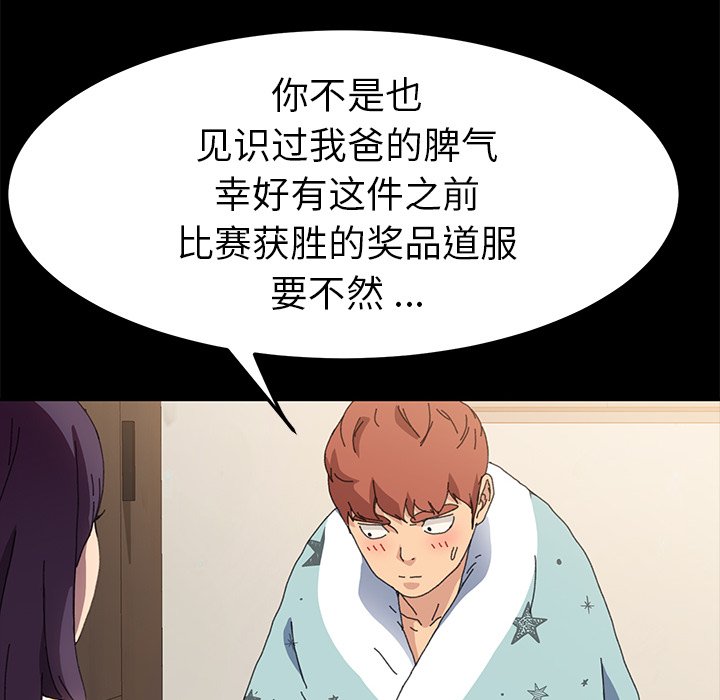 你不是也
见识过我爸的脾气
幸好有这件之前
比赛获胜的奖品道服
要不然...